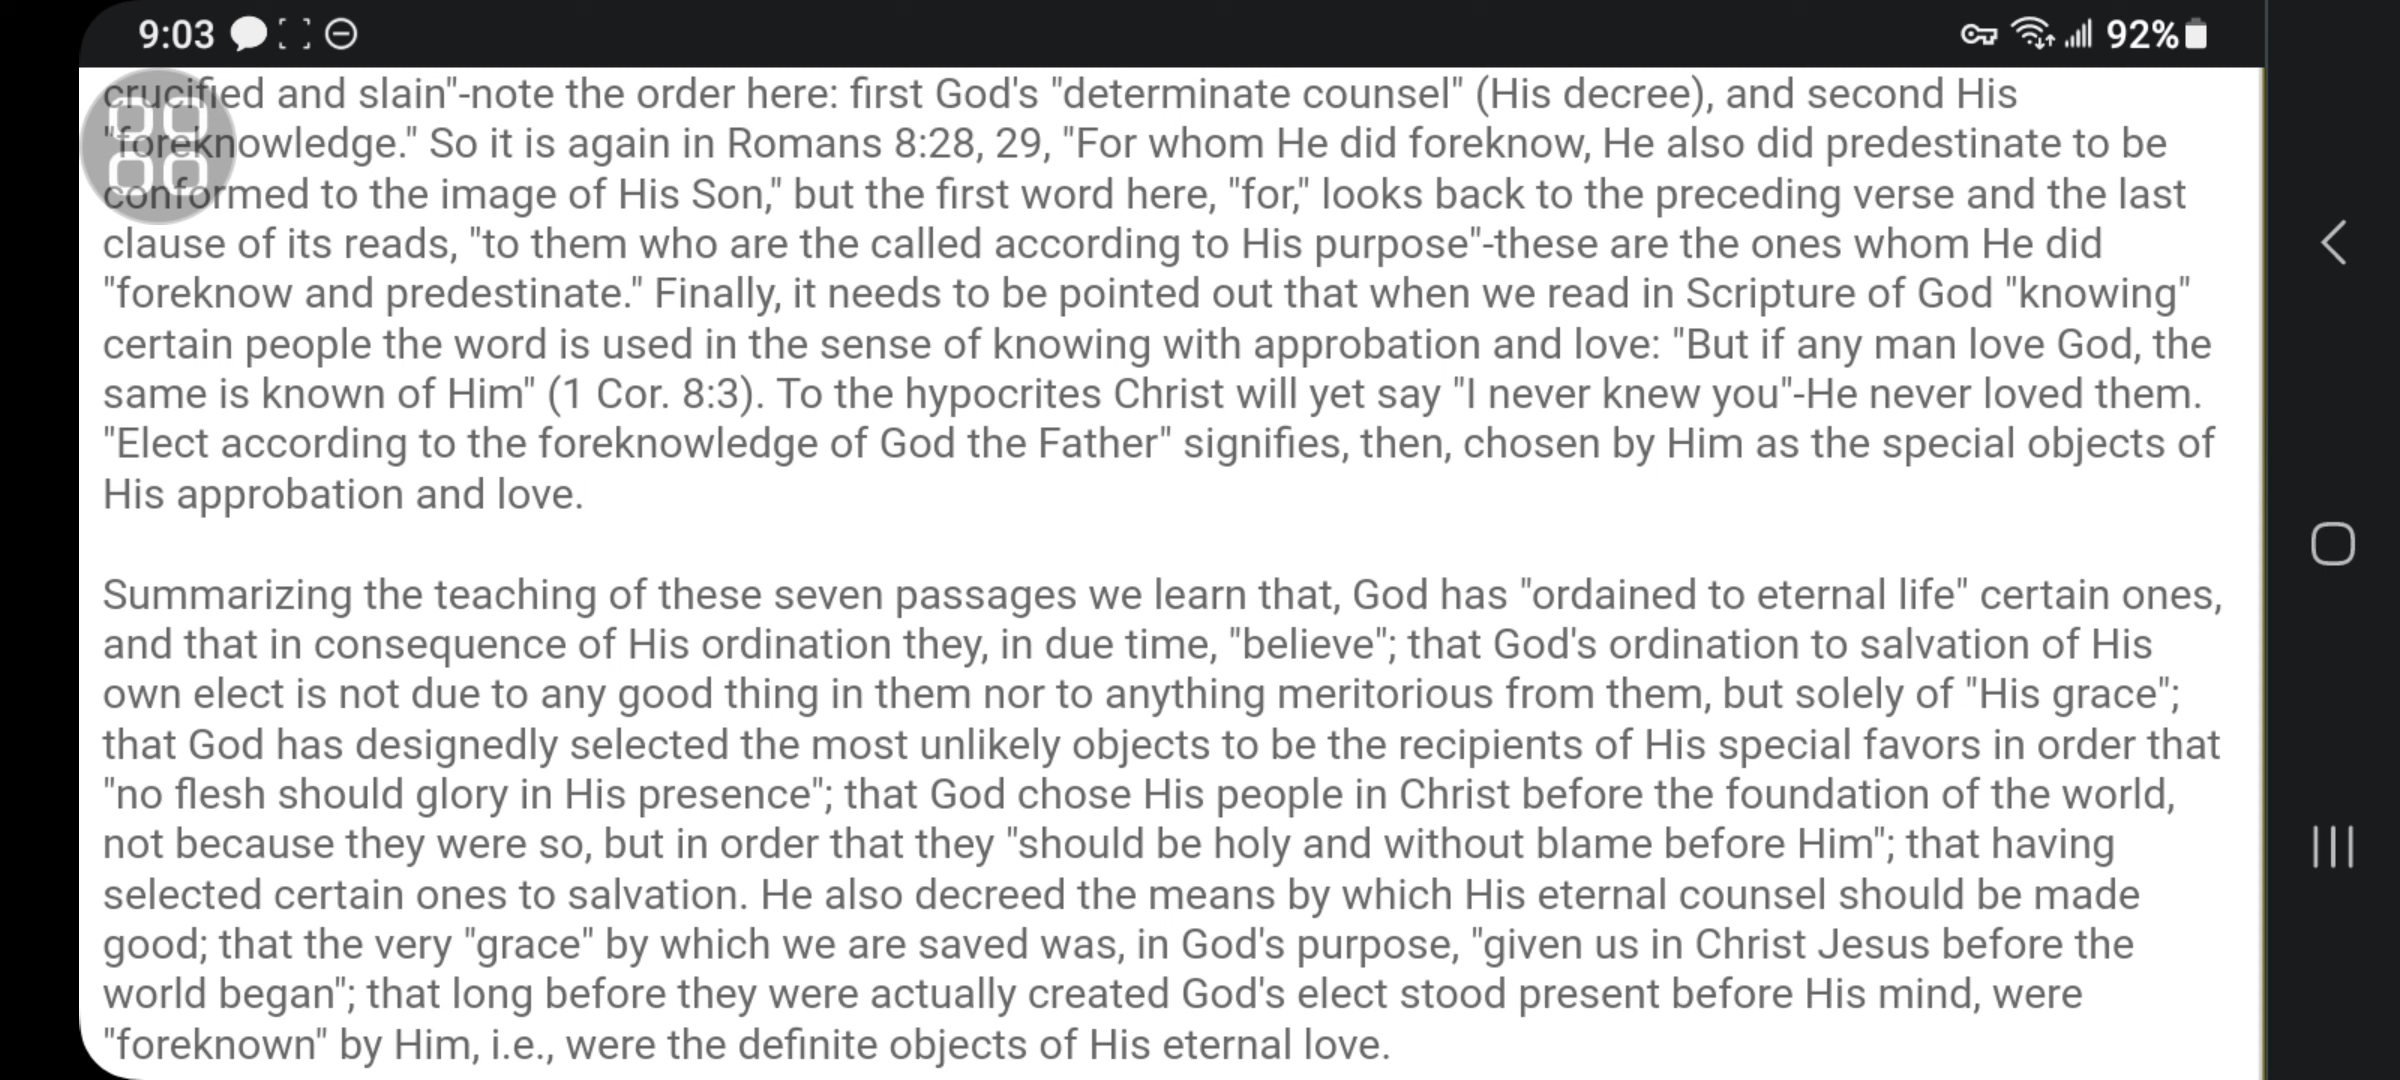 9:03
92%
crucified and slain"-note the order here: first God's "determinate counsel" (His decree), and second His
"foreknowledge." So it is again in Romans 8:28, 29, "For whom He did foreknow, He also did predestinate to be
conformed to the image of His Son," but the first word here, "for," looks back to the preceding verse and the last
clause of its reads, "to them who are the called according to His purpose"-these are the ones whom He did
"foreknow and predestinate." Finally, it needs to be pointed out that when we read in Scripture of God "knowing"
certain people the word is used in the sense of knowing with approbation and love: "But if any man love God, the
same is known of Him" (1 Cor. 8:3). To the hypocrites Christ will yet say "I never knew you"-He never loved them.
"Elect according to the foreknowledge of God the Father" signifies, then, chosen by Him as the special objects of
His approbation and love.
Summarizing the teaching of these seven passages we learn that, God has "ordained to eternal life" certain ones,
and that in consequence of His ordination they, in due time, "believe"; that God's ordination to salvation of His
own elect is not due to any good thing in them nor to anything meritorious from them, but solely of "His grace";
that God has designedly selected the most unlikely objects to be the recipients of His special favors in order that
"no flesh should glory in His presence"; that God chose His people in Christ before the foundation of the world,
not because they were so, but in order that they "should be holy and without blame before Him"; that having
selected certain ones to salvation. He also decreed the means by which His eternal counsel should be made
good; that the very "grace" by which we are saved was, in God's purpose, "given us in Christ Jesus before the
world began"; that long before they were actually created God's elect stood present before His mind, were
"foreknown" by Him, i.e., were the definite objects of His eternal love.